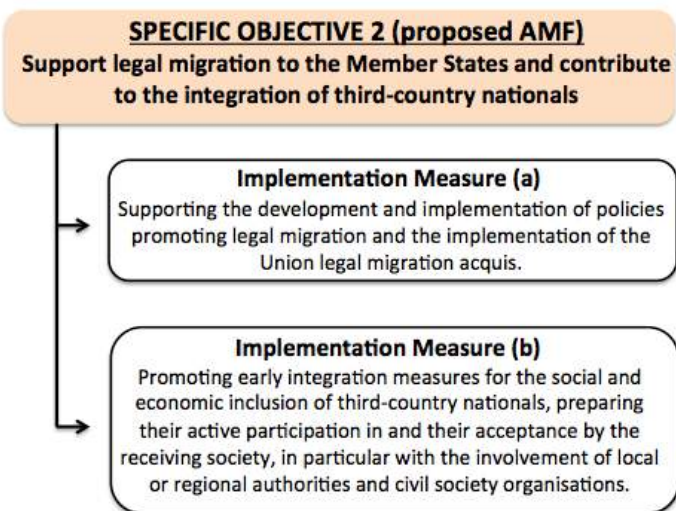 SPECIFIC OBJECTIVE 2 (proposed AMF)
Support legal migration to the Member States and contribute
to the integration of third-country nationals
Implementation Measure (a)
Supporting the development and implementation of policies
promoting legal migration and the implementation of the
Union legal migration acquis.
Implementation Measure (b)
Promoting early integration measures for the social and
economic inclusion of third-country nationals, preparing
their active participation in and their acceptance by the
receiving society, in particular with the involvement of local
or regional authorities and civil society organisations.